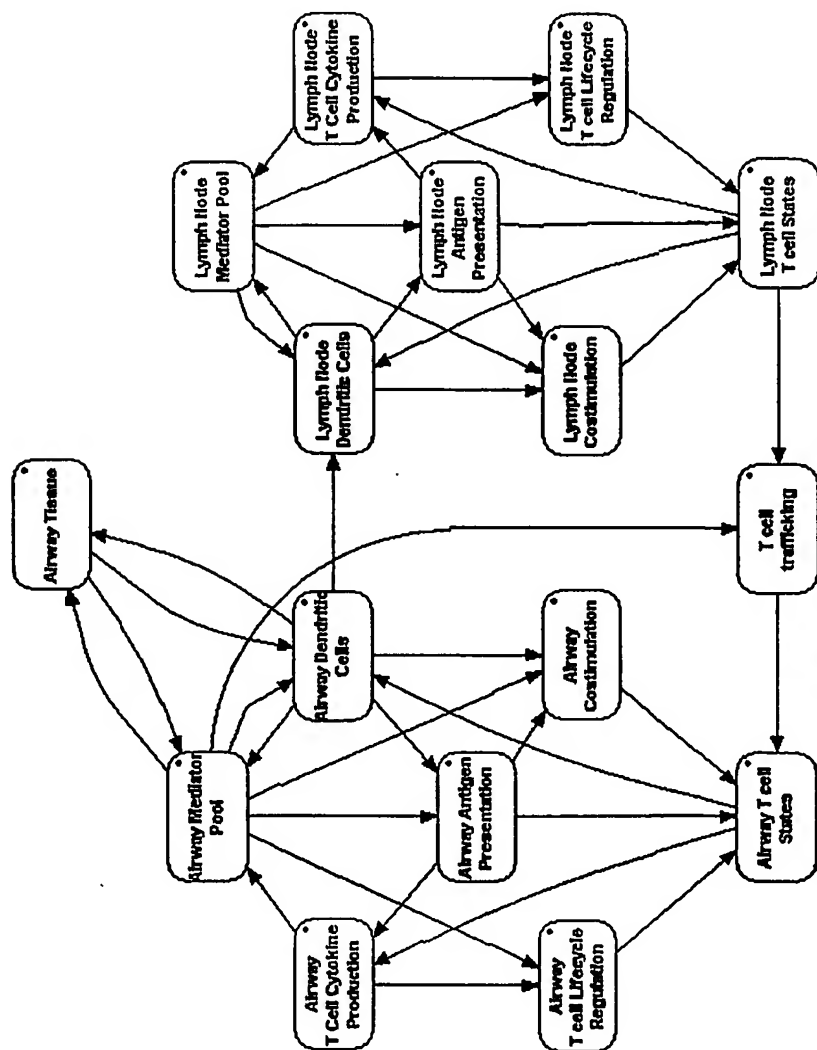 Airway Tissue
Airway Mediator
Pool
Lymph Node
Mediator Pool
Airway
T Cell Cytokine
Production
Airway Dendritic
Cells
Lymph Node
Dendritic Cells
Lymph Node
T Cell Cytokine
Production
Airway Antigen
Presentation
Lymph Node
Antigen
Presentation
Airway
T cell Lifecycle
Regulation
Airway
Costimulation
Lymph Node
Costimulation
Lymph Node
T cell Lifecycle
Regulation
Airway T cell
States
T cell
trafficking
Lymph Node
T cell States